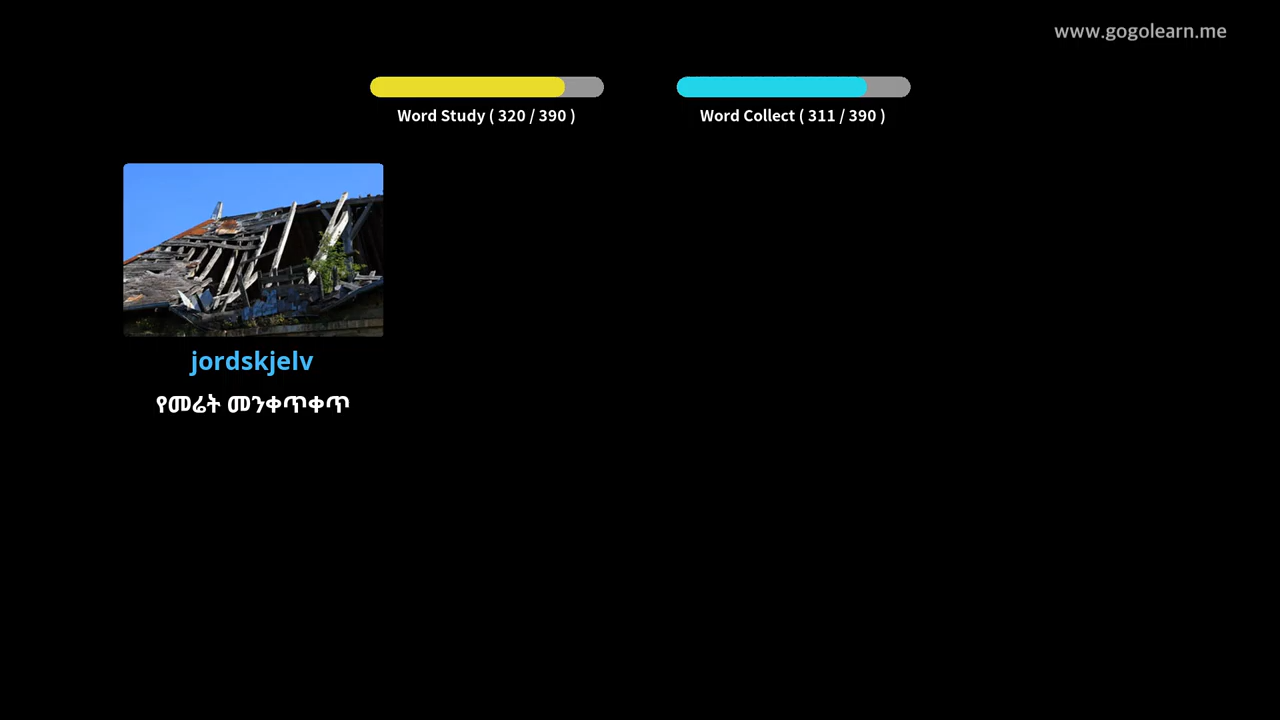 www.gogolearn.me
Word Study ( 320 / 390 )
Word Collect ( 311 / 390 )
jordskjelv
የመሬት መንቀጥቀጥ